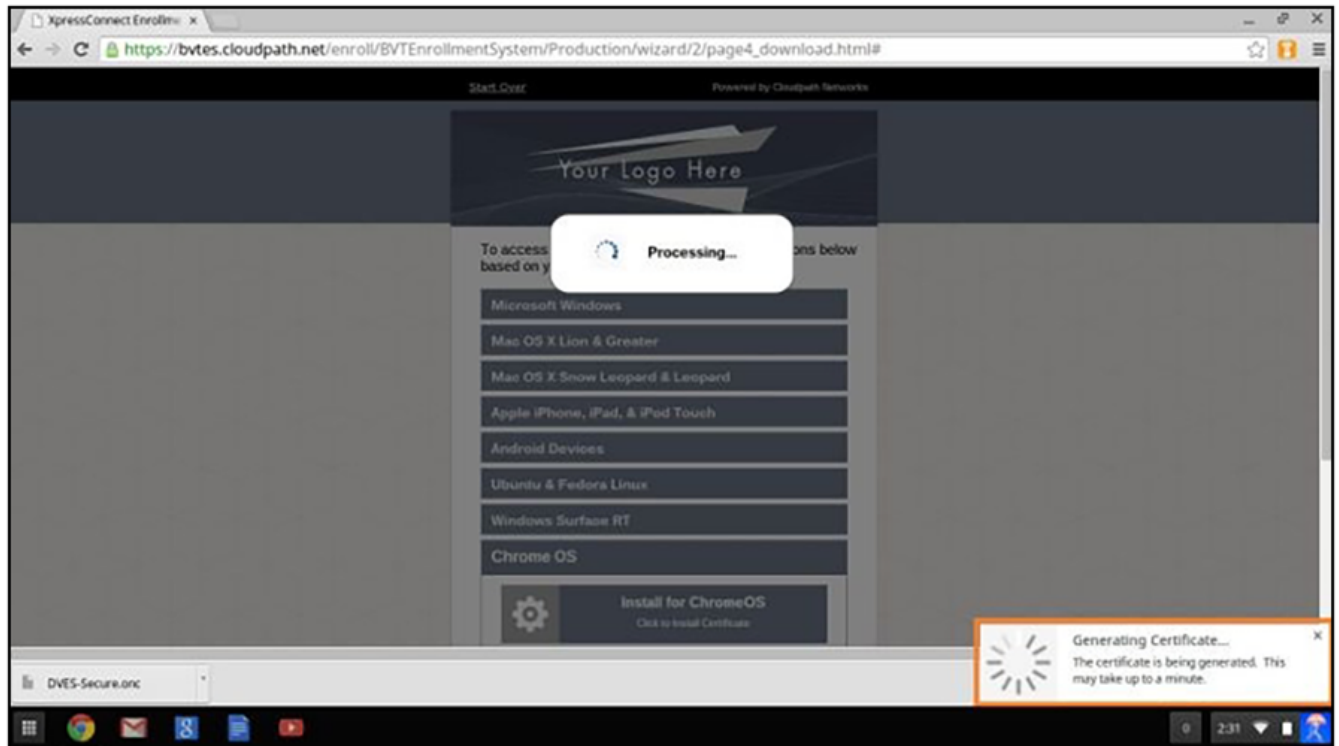 XpressConnect Enrollme
https://bvtes.cloudpath.net/enroll/BVTEnrollmentSystem/Production/wizard/2/page4_download.html#
Start Over
Powered by Cloudpath Networks
Your Logo Here
To access
ons below
based on y
Processing...
Microsoft Windows
Mac OS X Lion & Greater
Mac OS X Snow Leopard & Leopard
Apple iPhone, iPad, & iPod Touch
Android Devices
Ubuntu & Fedora Linux
Windows Surface RT
Chrome OS
Install for ChromeOS
Click to Install Certificate
Generating Certificate...
The certificate is being generated. This
may take up to a minute.
DVES-Secure.onc
8
0
2:31